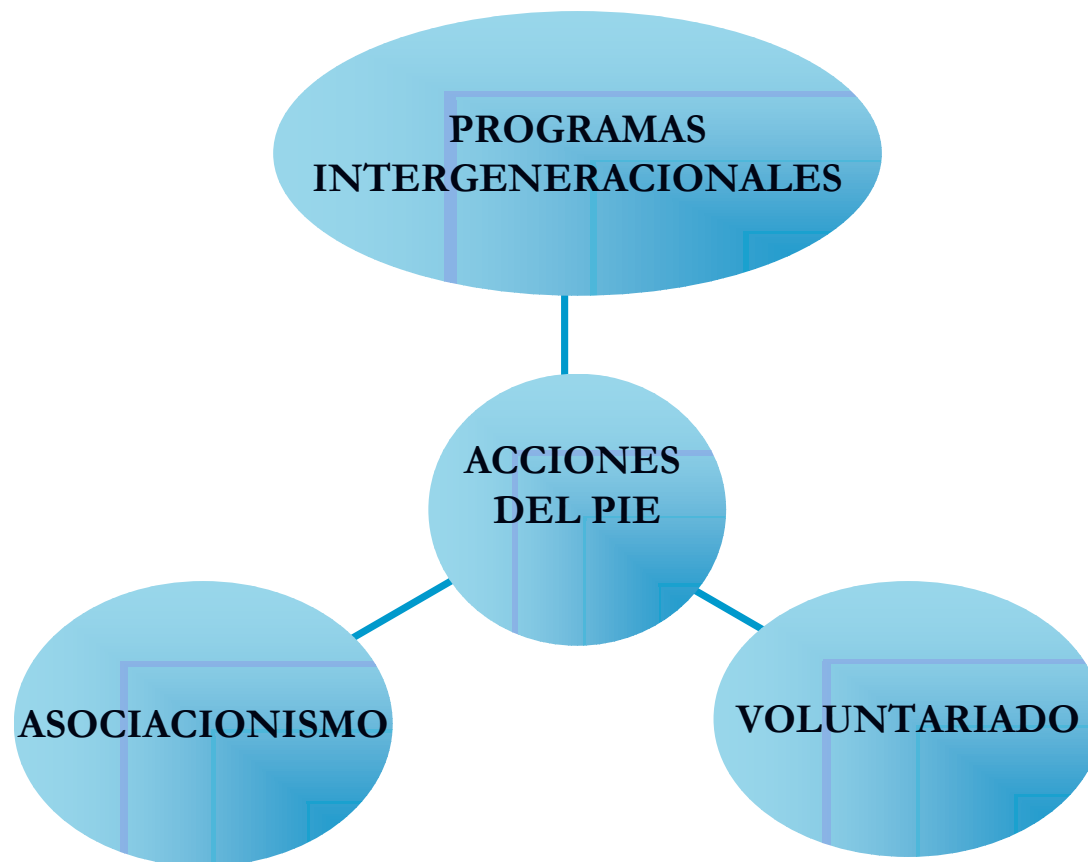 PROGRAMAS
INTERGENERACIONALES
ACCIONES
DEL PIE
ASOCIACIONISMO
VOLUNTARIADO